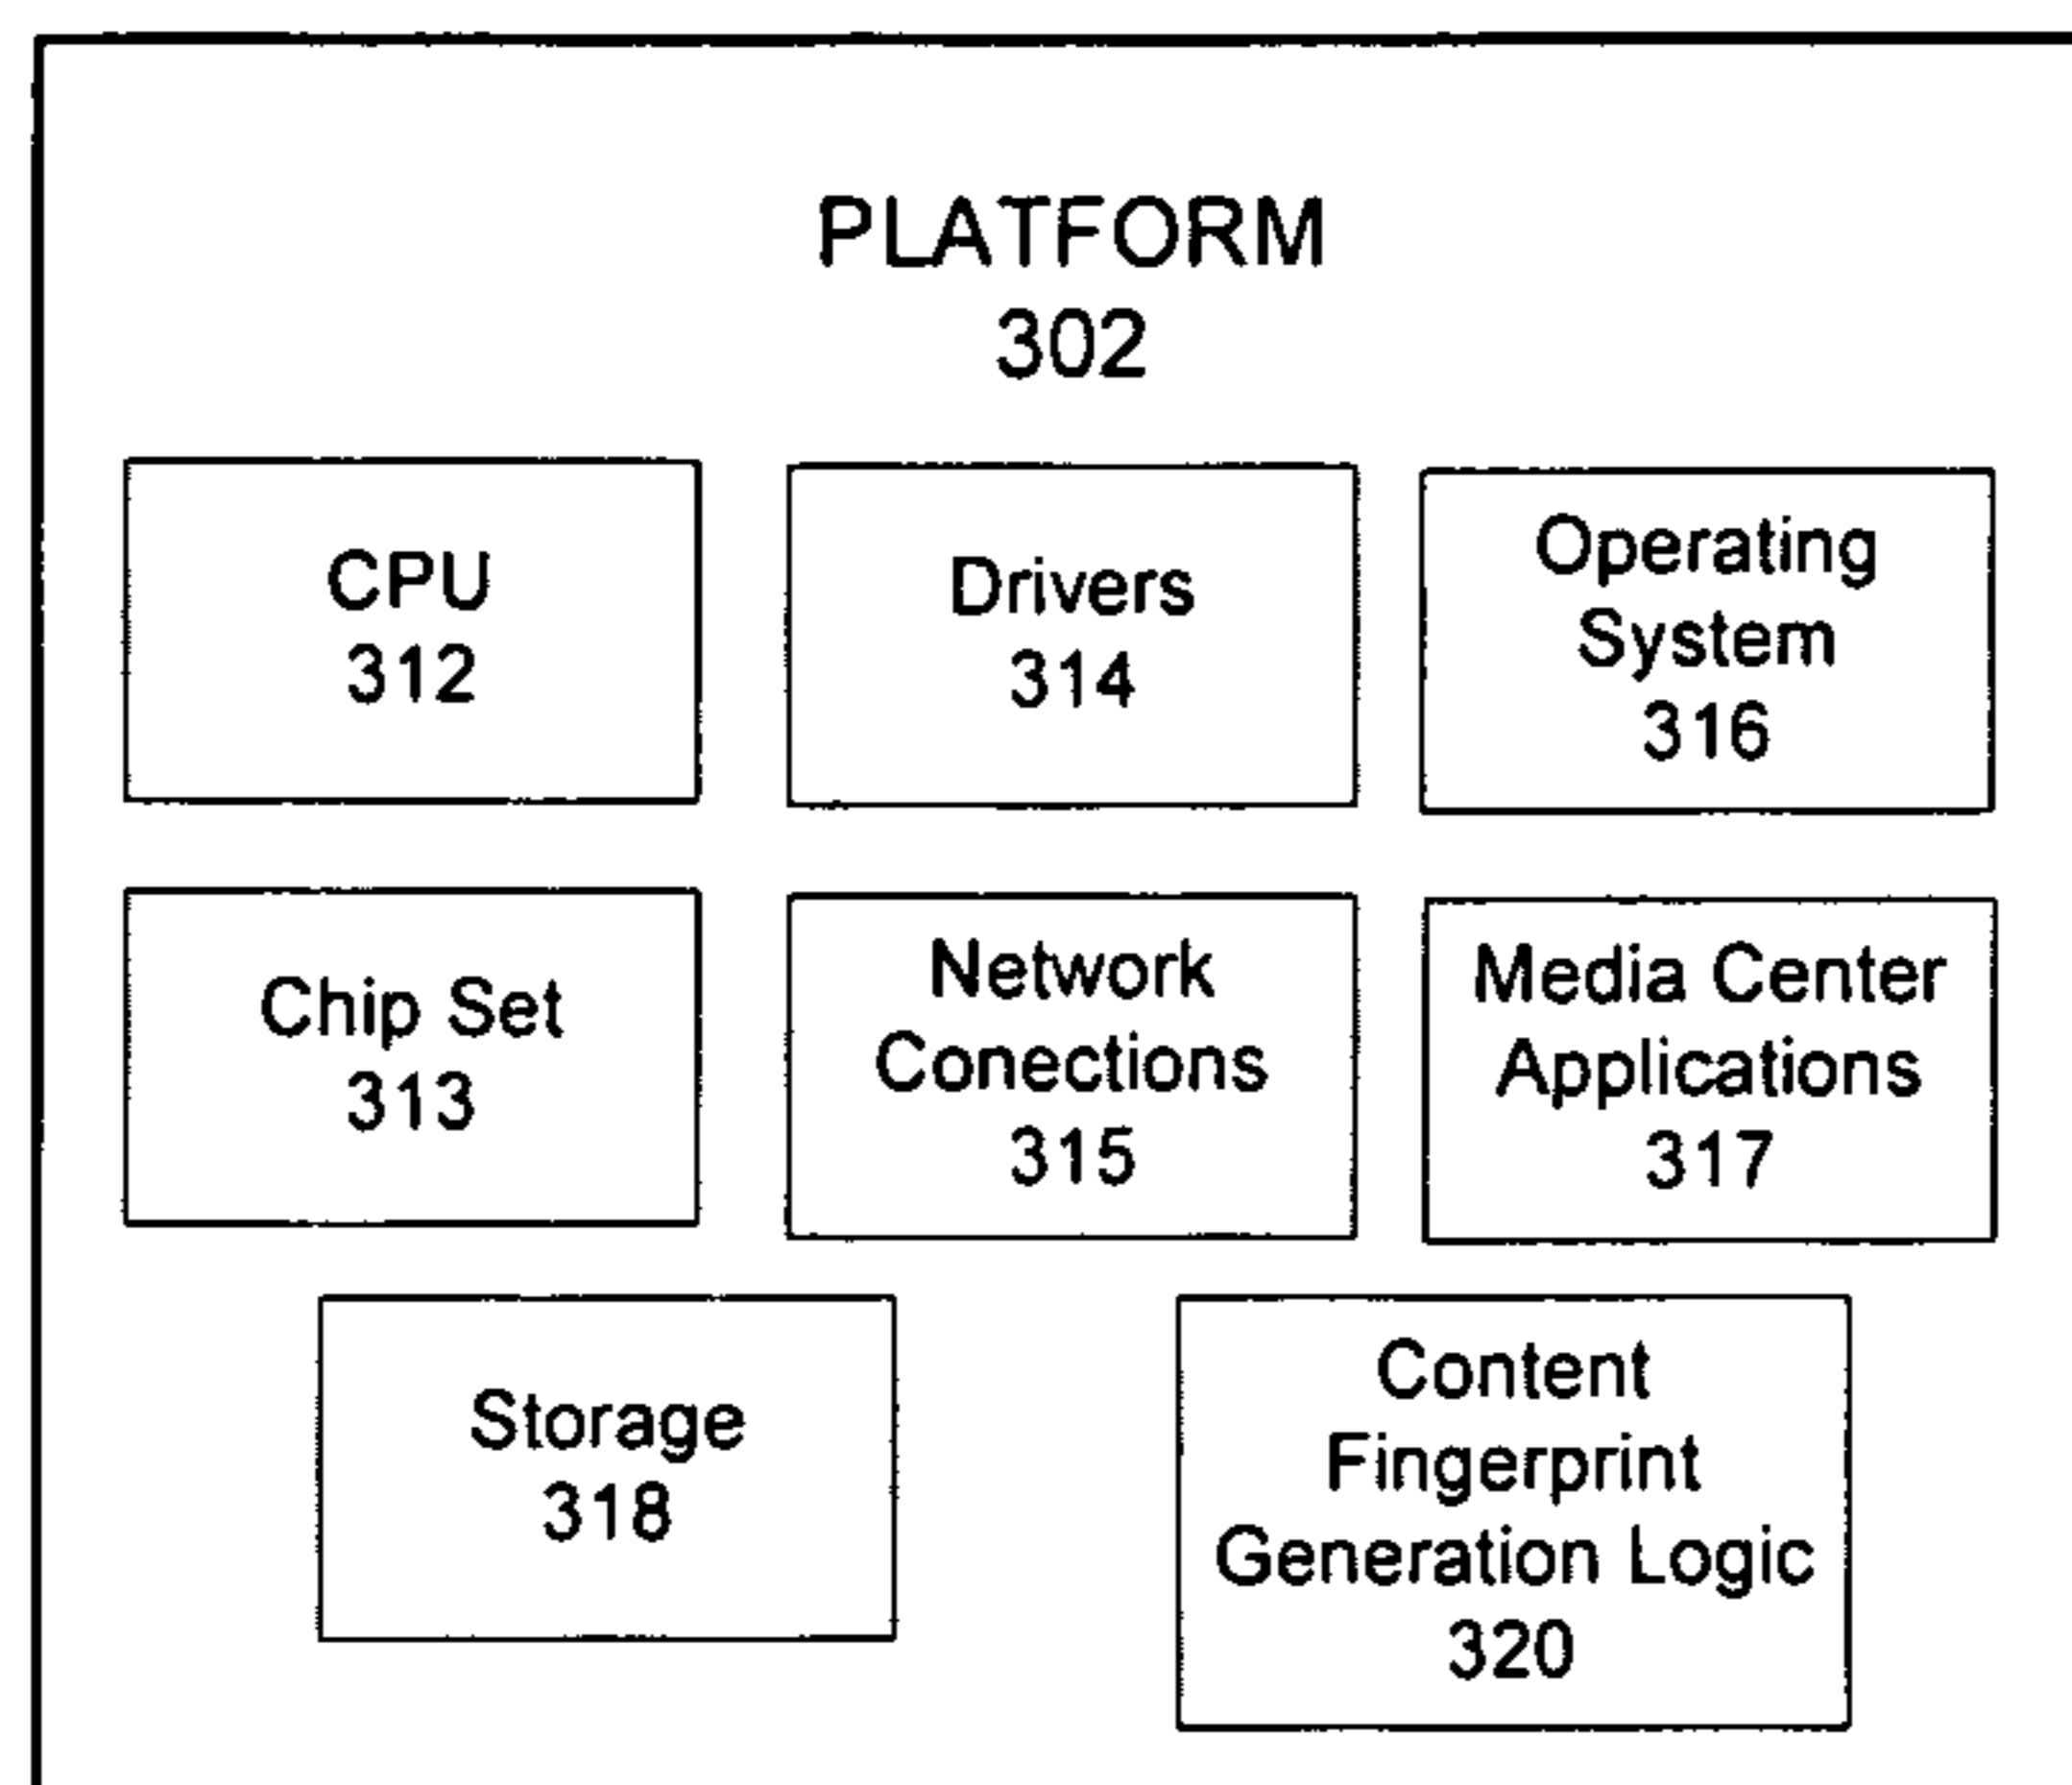 PLATFORM
302
CPU
312
Drivers
314
Operating
System
316
Chip Set
313
Network
Conections
315
Media Center
Applications
317
Storage
318
Content
Fingerprint
Generation Logic
320